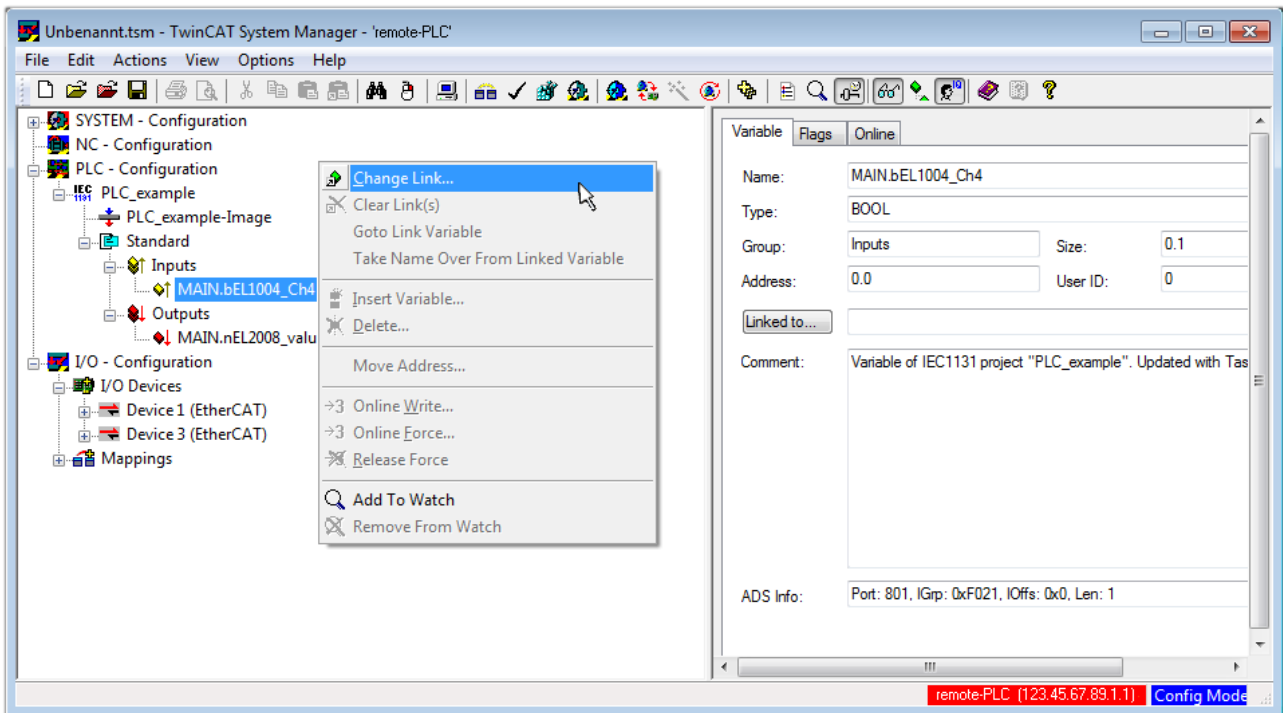 Unbenannt.tsm - TwinCAT System Manager - 'remote-PLC'
File Edit Actions View Options Help
SYSTEM - Configuration
NC - Configuration
PLC - Configuration
IEC 1131 PLC_example
PLC_example-Image
Standard
Inputs
MAIN.bEL1004_Ch4
Outputs
MAIN.nEL2008_valu
I/O - Configuration
I/O Devices
Device 1 (EtherCAT)
Device 3 (EtherCAT)
Mappings
Change Link...
Clear Link(s)
Goto Link Variable
Take Name Over From Linked Variable
Insert Variable...
Delete...
Move Address...
→3 Online Write...
→3 Online Force...
Release Force
Add To Watch
Remove From Watch
Variable Flags Online
Name: MAIN.bEL1004_Ch4
Type: BOOL
Group: Inputs Size: 0.1
Address: 0.0 User ID: 0
Linked to...
Comment: Variable of IEC1131 project "PLC_example". Updated with Tas
ADS Info: Port: 801, IGrp: 0xF021, IOffs: 0x0, Len: 1
remote-PLC (123.45.67.89.1.1) Config Mode